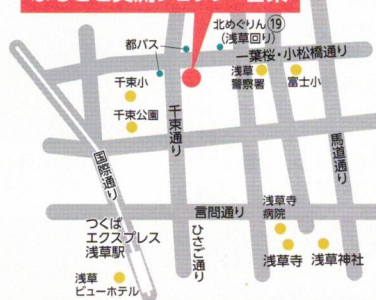 北めぐりん⑲
(浅草回り)
都バス
一葉桜・小松橋通り
千束小
浅草
警察署
富士小
千束公園
千束通り
馬道通り
国際通り
言問通り
浅草寺
病院
つくば
エクスプレス
浅草駅
ひさご通り
浅草寺
浅草神社
浅草
ビューホテル